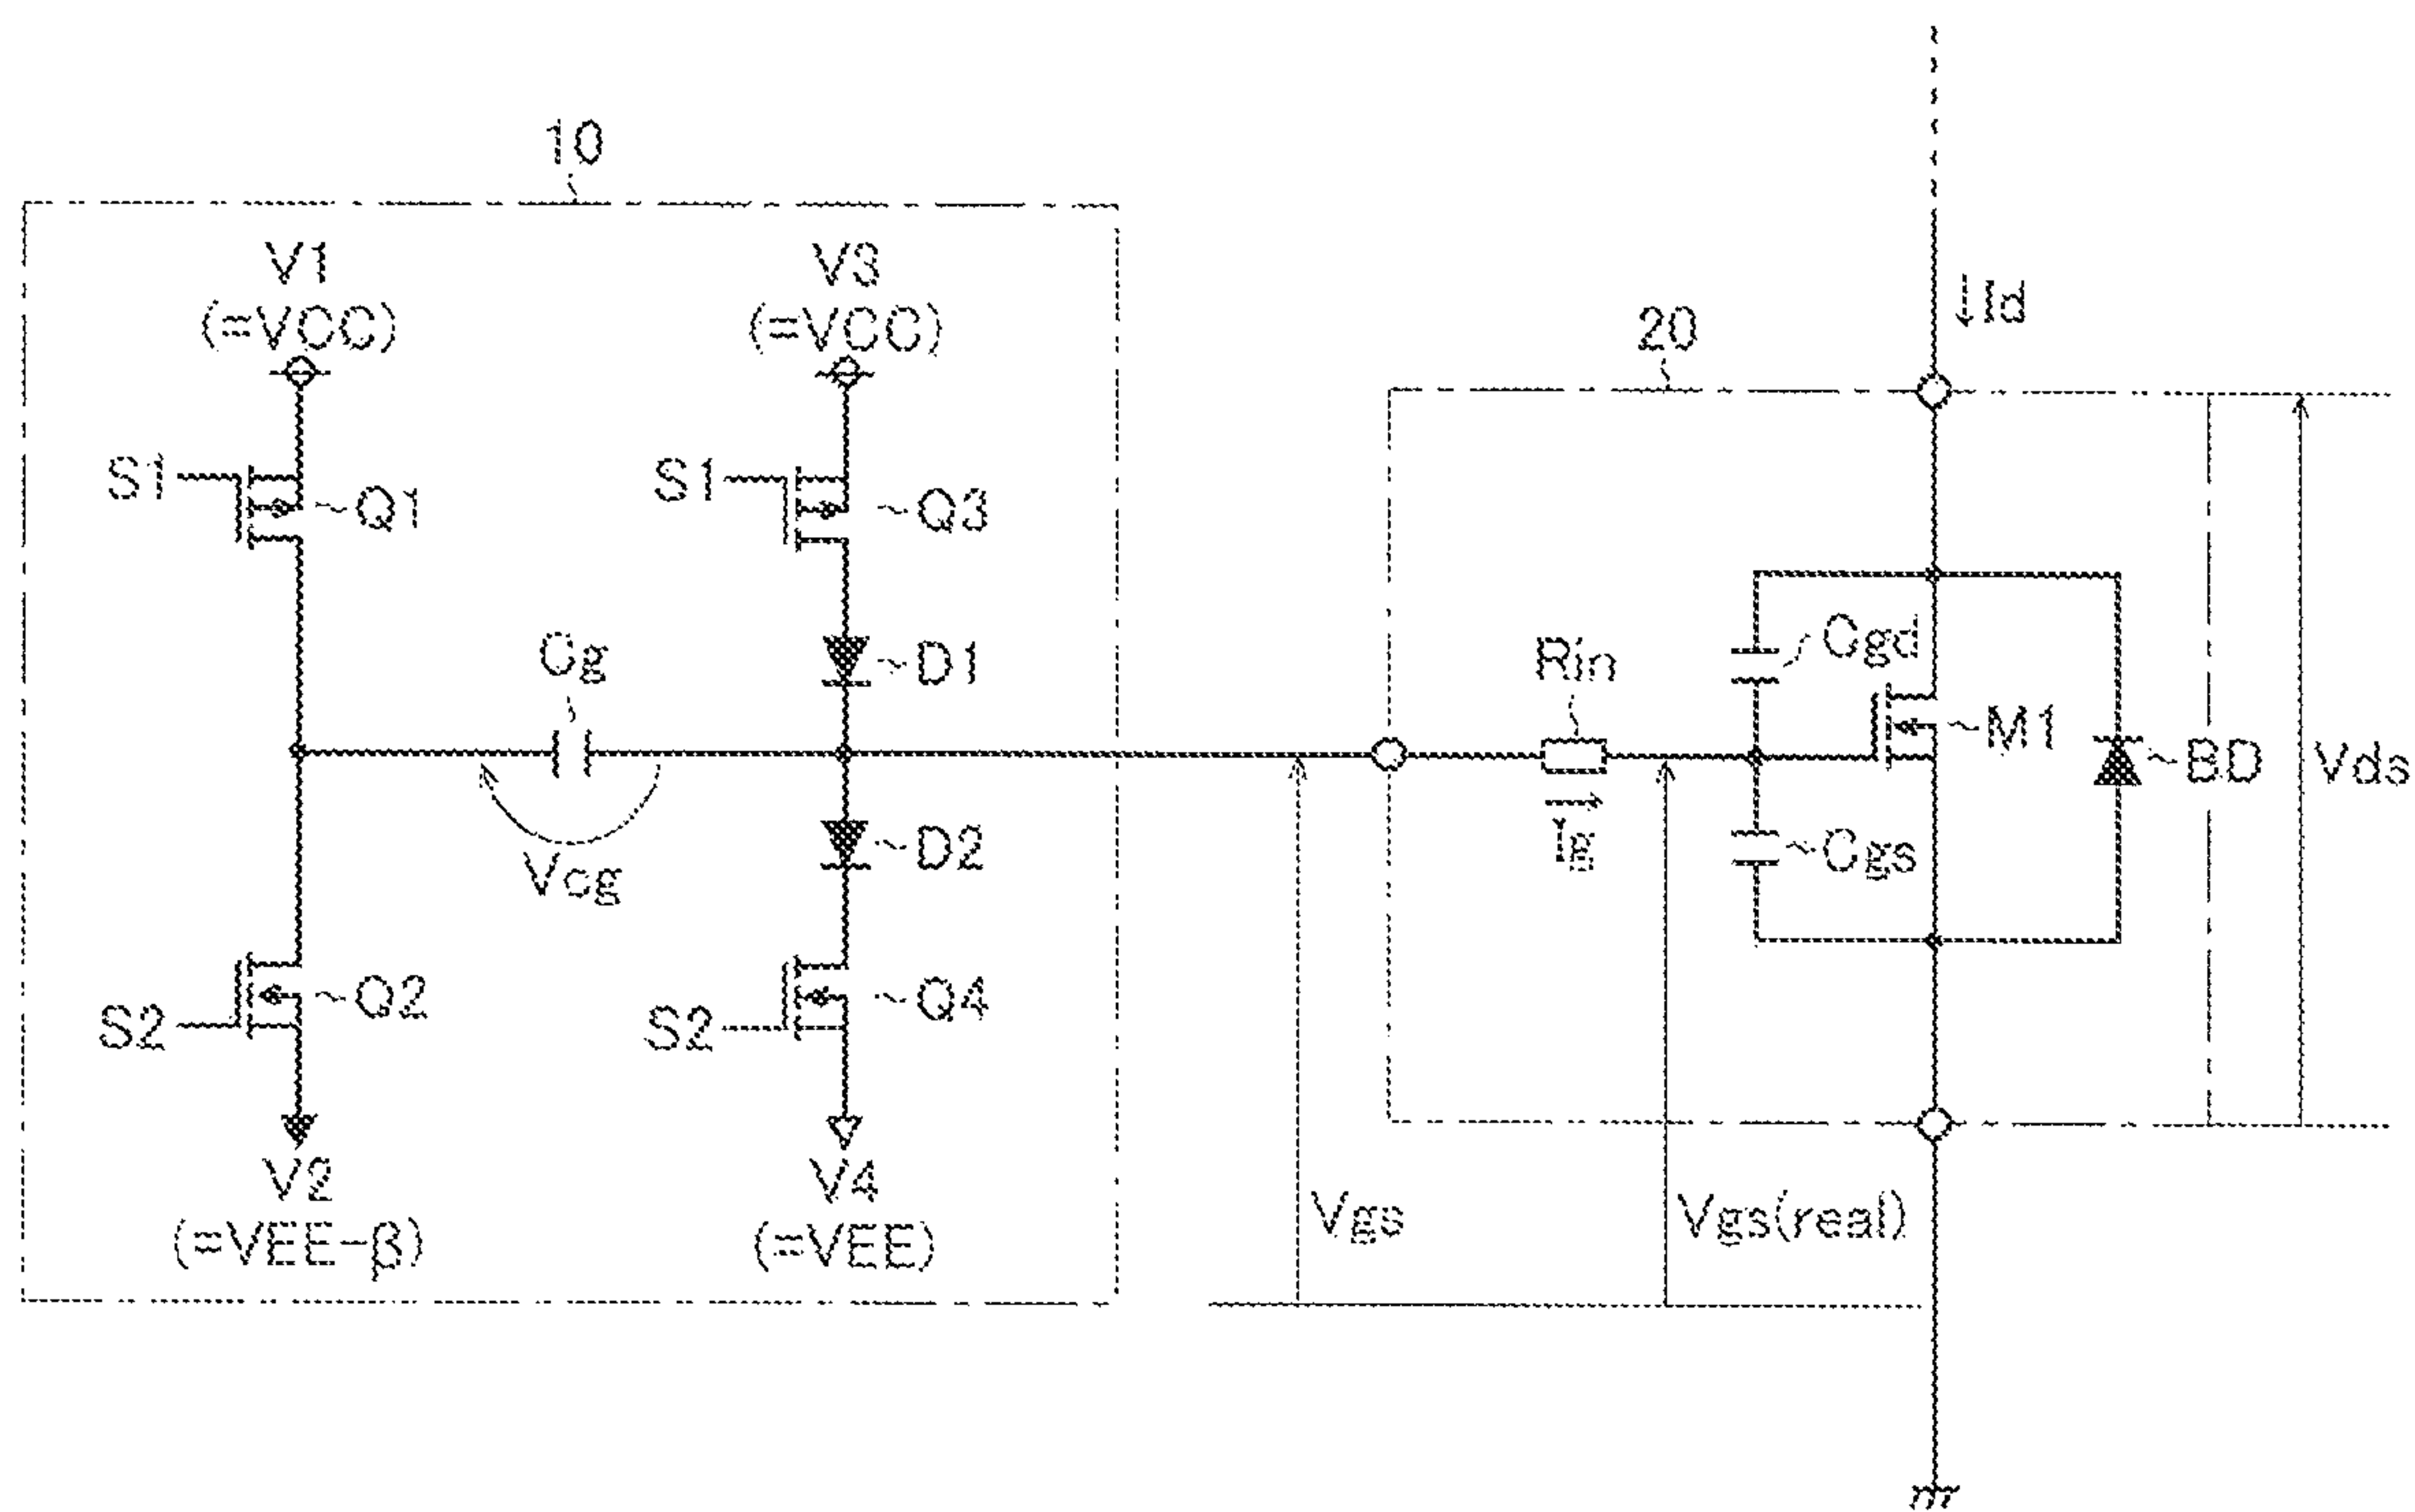 10
V1
(=VCC)
V3
(=VCC)
↓Id
20
S1
Q1
S1
Q3
Cg
D1
Rin
Cgd
M1
BD
Vds
Vcg
D2
Ig
Cgs
S2
Q2
S2
Q4
V2
(=VEE-β)
V4
(=VEE)
Vgs
Vgs(real)